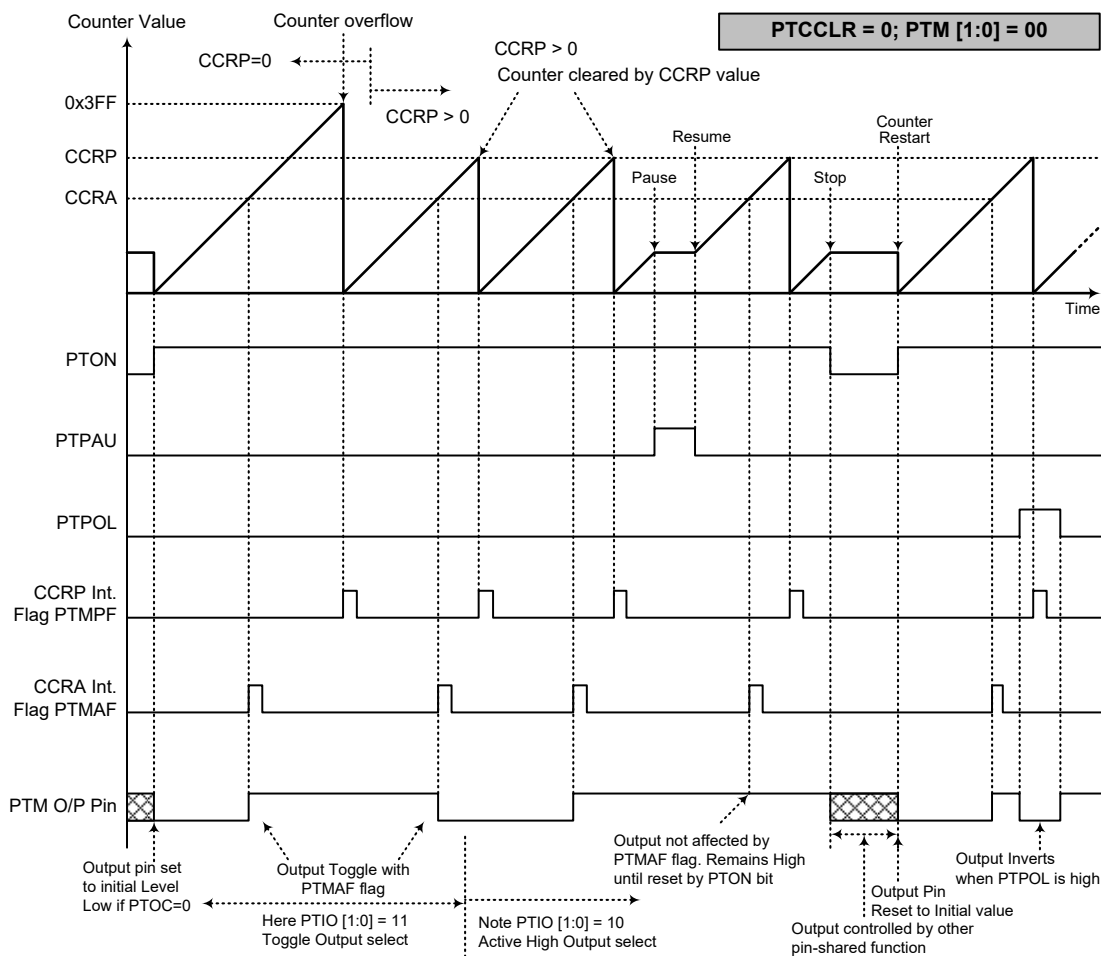 Counter Value
Counter overflow
PTCCLR = 0; PTM [1:0] = 00
CCRP=0
CCRP > 0
CCRP > 0
Counter cleared by CCRP value
0x3FF
CCRP
CCRA
Pause
Resume
Stop
Counter
Restart
Time
PTON
PTPAU
PTPOL
CCRP Int.
Flag PTMPF
CCRA Int.
Flag PTMAF
PTM O/P Pin
Output pin set
to initial Level
Low if PTOC=0
Output Toggle with
PTMAF flag
Here PTIO [1:0] = 11
Toggle Output select
Note PTIO [1:0] = 10
Active High Output select
Output not affected by
PTMAF flag. Remains High
until reset by PTON bit
Output Pin
Reset to Initial value
Output controlled by other
pin-shared function
Output Inverts
when PTPOL is high